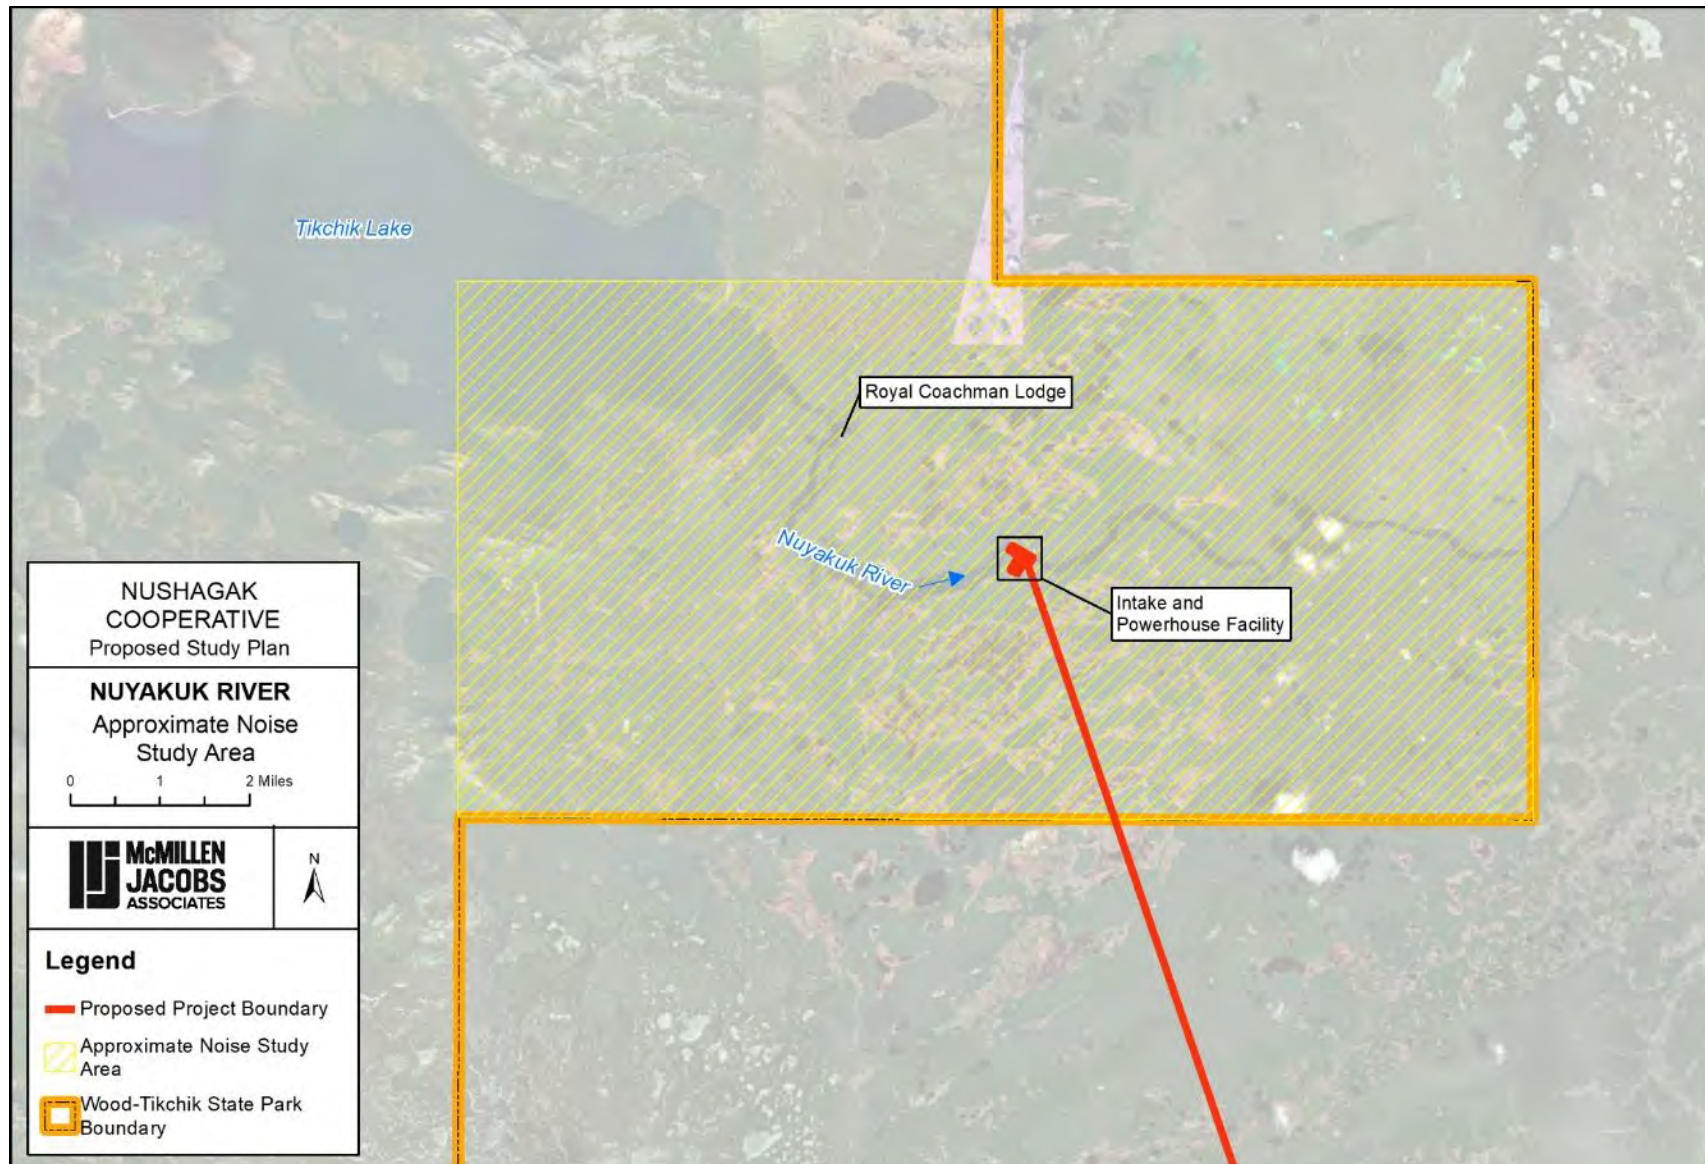 Tikchik Lake
Royal Coachman Lodge
Nuyakuk River
Intake and
Powerhouse Facility
NUSHAGAK
COOPERATIVE
Proposed Study Plan
NUYAKUK RIVER
Approximate Noise
Study Area
0 1 2 Miles
McMILLEN
JACOBS
ASSOCIATES
N
Legend
Proposed Project Boundary
Approximate Noise Study
Area
Wood-Tikchik State Park
Boundary